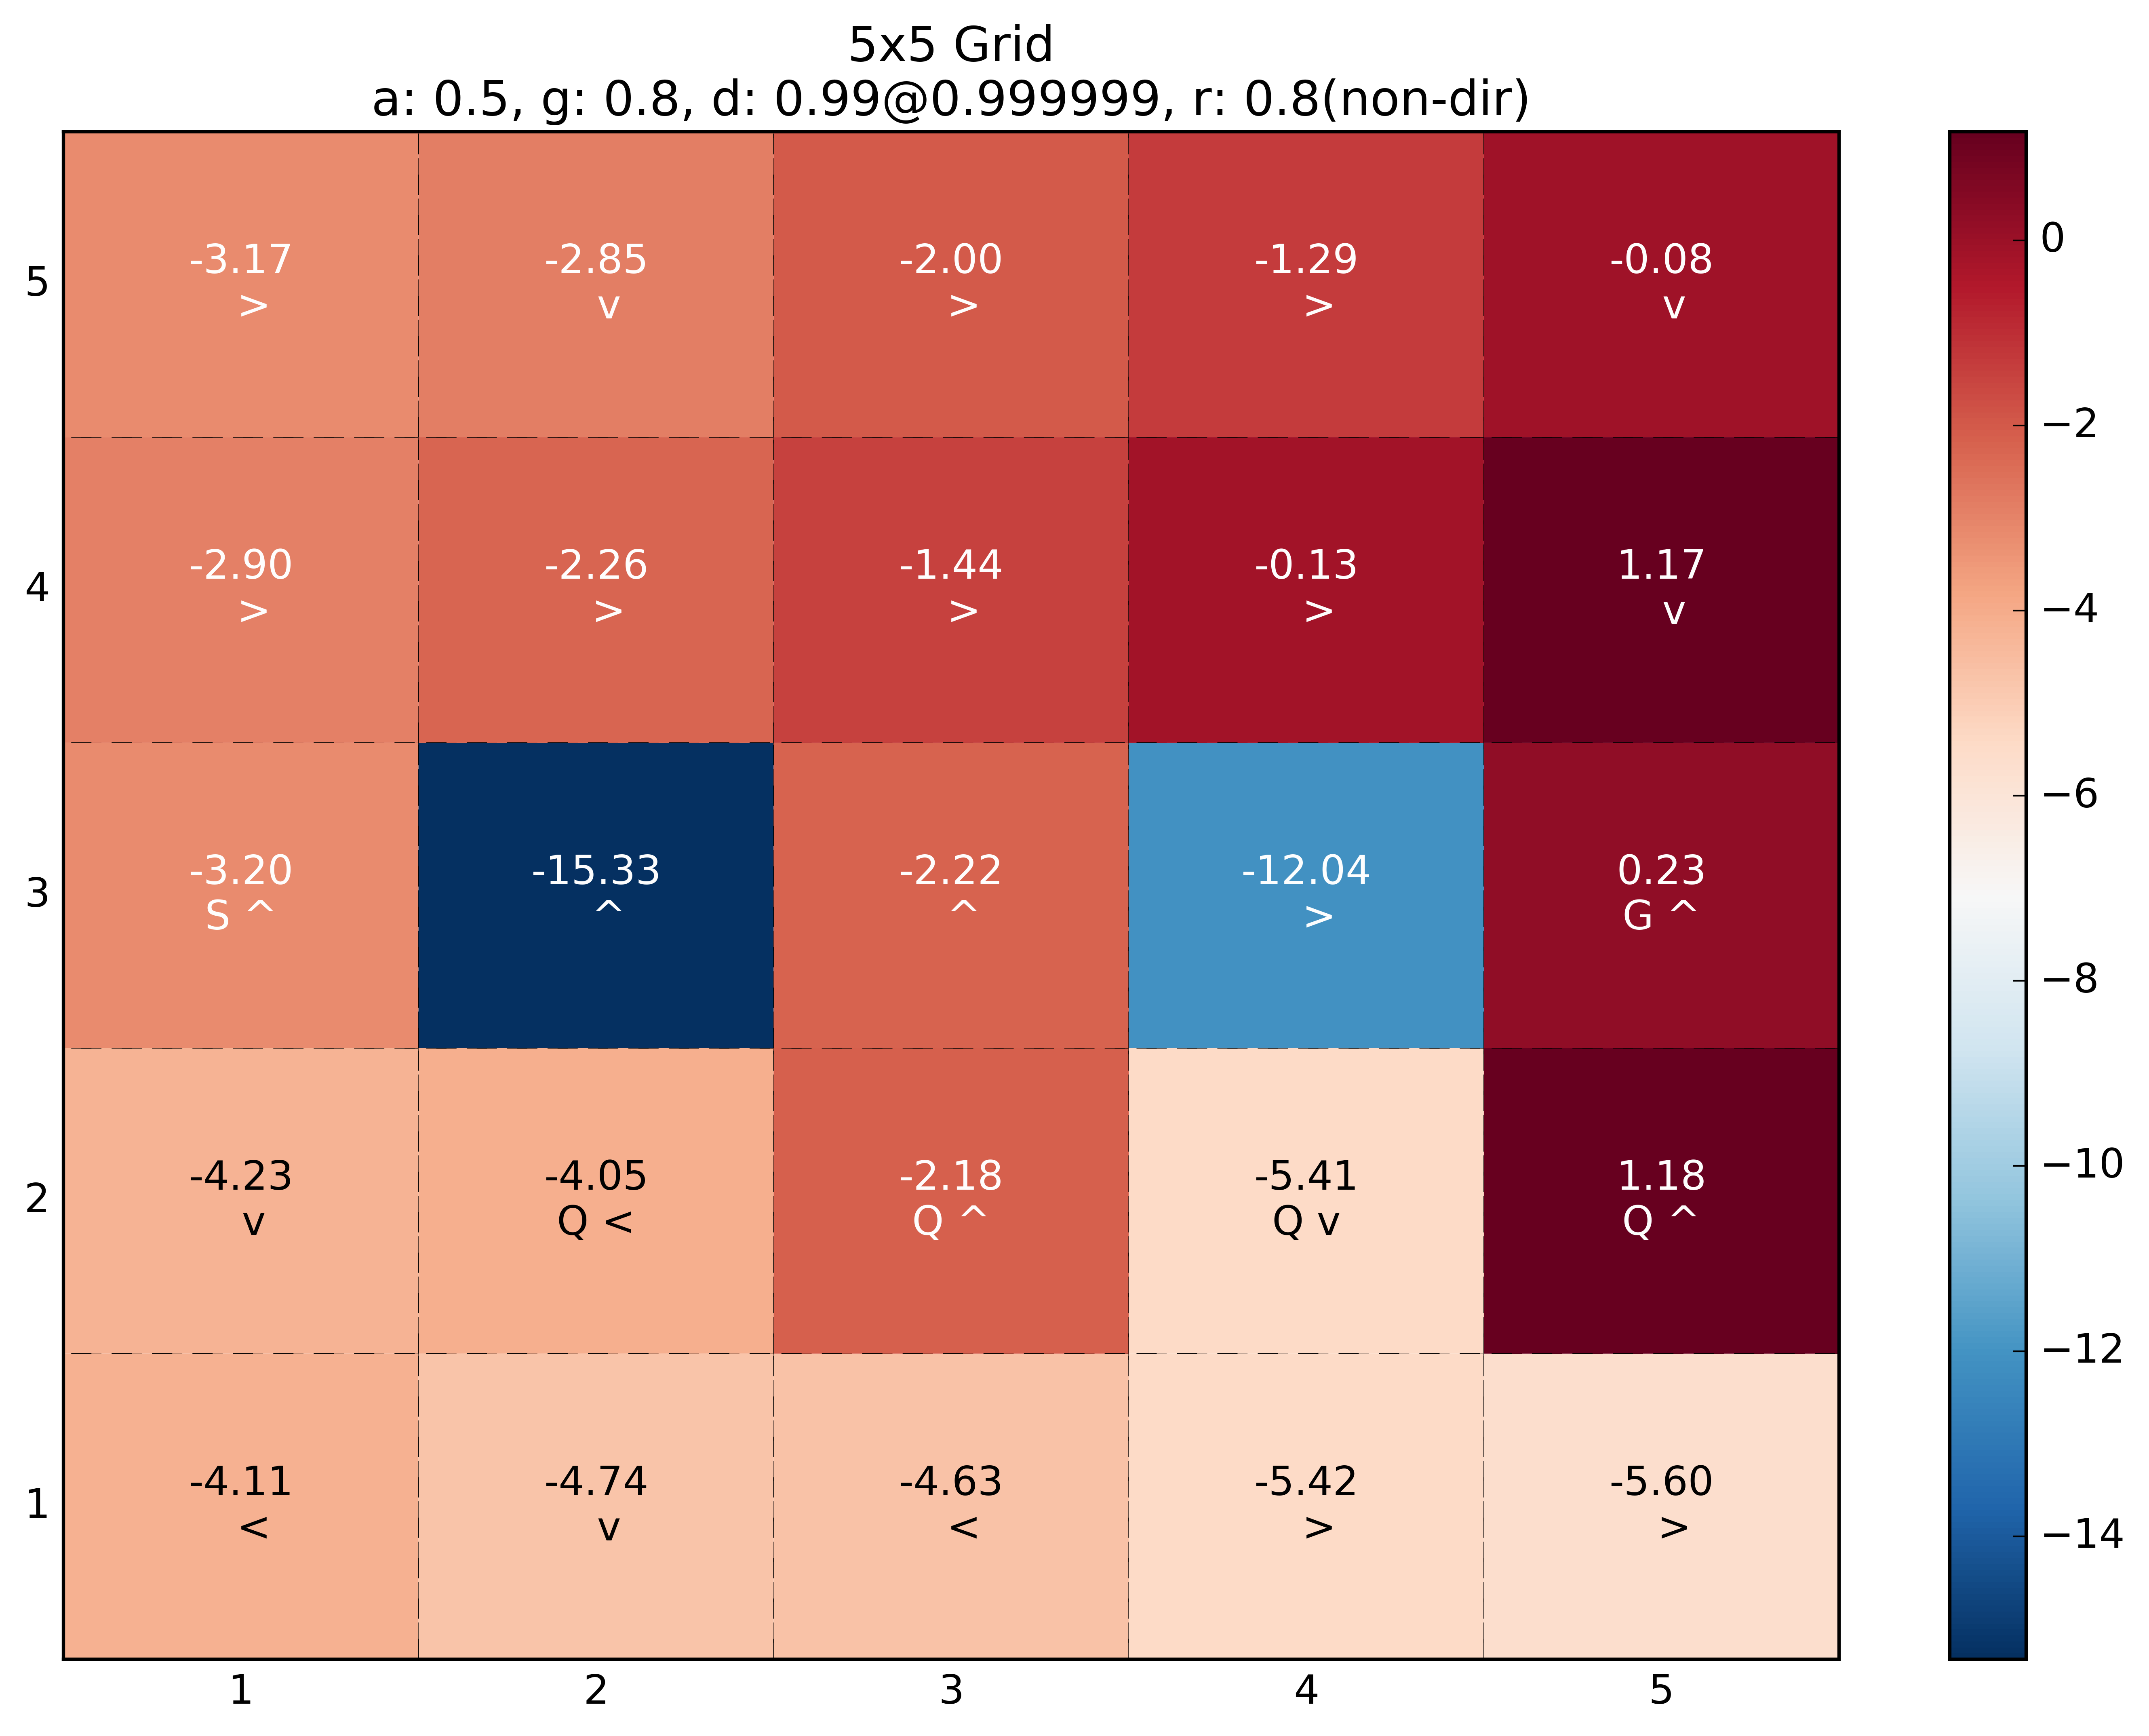 5x5 Grid
a: 0.5, g: 0.8, d: 0.99@0.999999, r: 0.8(non-dir)
5
-3.17 -2.85 -2.00 -1.29 -0.08
> v > > v
4
-2.90 -2.26 -1.44 -0.13 1.17
> > > > v
3
-3.20 -15.33 -2.22 -12.04 0.23
S ^ ^ ^ > G ^
2
-4.23 -4.05 -2.18 -5.41 1.18
v Q < Q ^ Q v Q ^
1
-4.11 -4.74 -4.63 -5.42 -5.60
< v < > >
1 2 3 4 5
0
−2
−4
−6
−8
−10
−12
−14